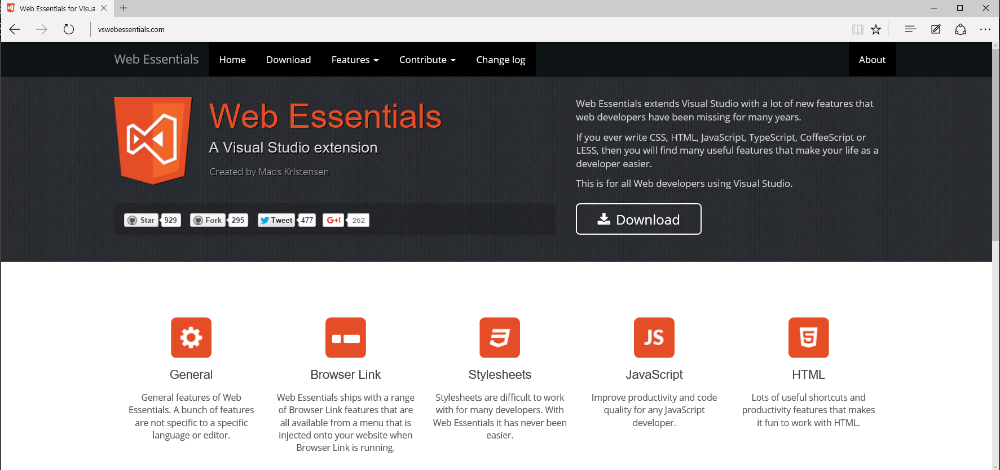 Web Essentials for Visua
vswebessentials.com
Web Essentials Home Download Features Contribute Change log About
Web Essentials
A Visual Studio extension
Created by Mads Kristensen
Star 929 Fork 295 Tweet 477 G+1 262
Web Essentials extends Visual Studio with a lot of new features that
web developers have been missing for many years.
If you ever write CSS, HTML, JavaScript, TypeScript, CoffeeScript or
LESS, then you will find many useful features that make your life as a
developer easier.
This is for all Web developers using Visual Studio.
Download
General
General features of Web
Essentials. A bunch of features
are not specific to a specific
language or editor.
Browser Link
Web Essentials ships with a range
of Browser Link features that are
all available from a menu that is
injected onto your website when
Browser Link is running.
Stylesheets
Stylesheets are difficult to work
with for many developers. With
Web Essentials it has never been
easier.
JS
JavaScript
Improve productivity and code
quality for any JavaScript
developer.
5
HTML
Lots of useful shortcuts and
productivity features that makes
it fun to work with HTML.